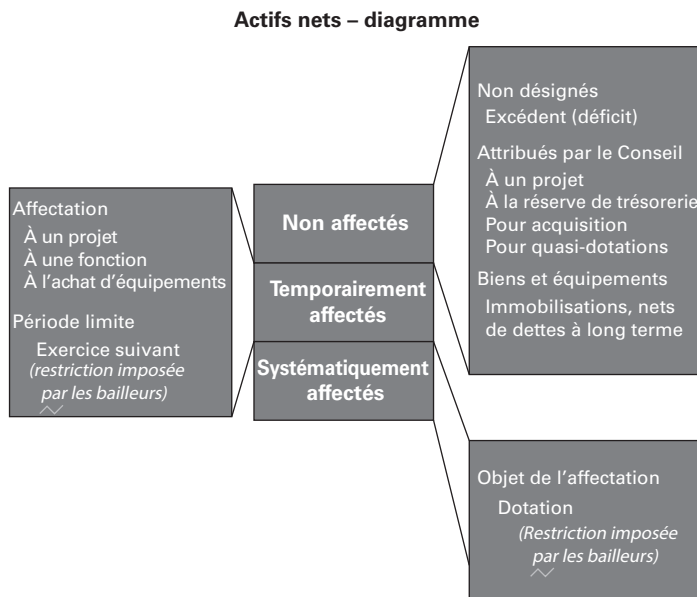 Actifs nets – diagramme
Non désignés
Excédent (déficit)
Attribués par le Conseil
À un projet
À la réserve de trésorerie
Pour acquisition
Pour quasi-dotations
Biens et équipements
Immobilisations, nets
de dettes à long terme
Non affectés
Temporairement
affectés
Systématiquement
affectés
Affectation
À un projet
À une fonction
À l’achat d’équipements
Période limite
Exercice suivant
(restriction imposée
par les bailleurs)
Objet de l’affectation
Dotation
(Restriction imposée
par les bailleurs)